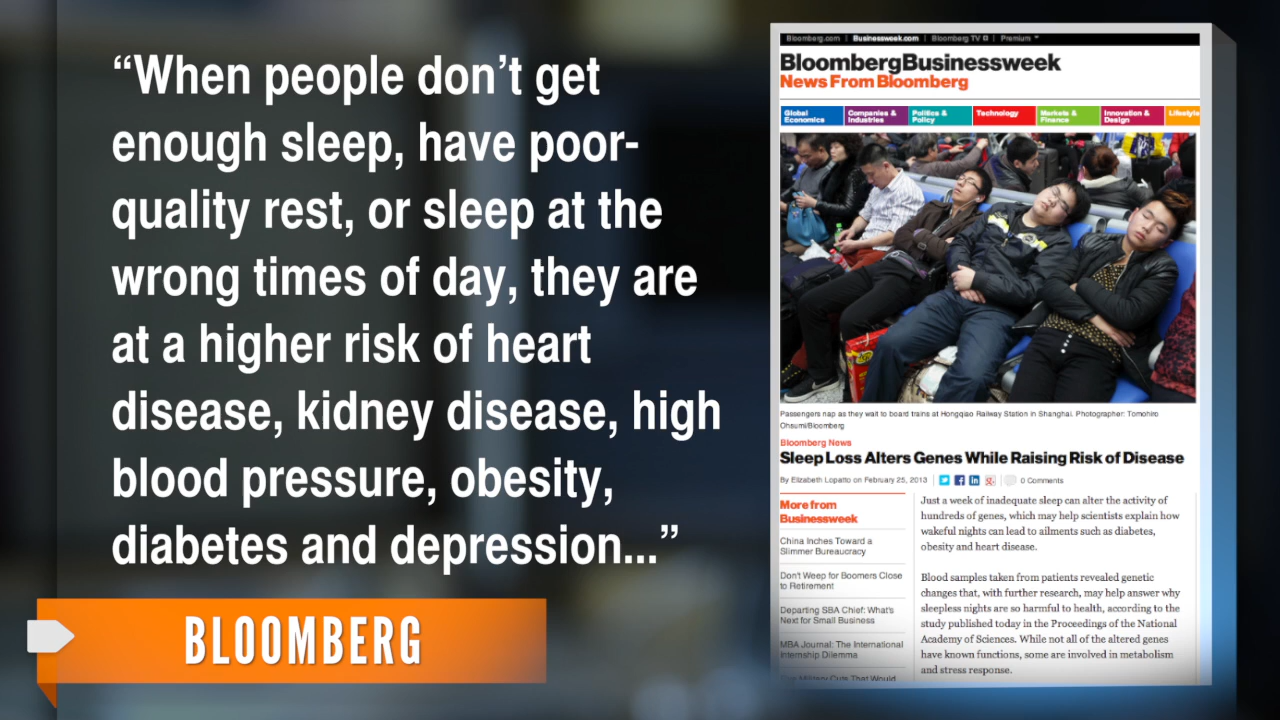 “When people don’t get
enough sleep, have poor-
quality rest, or sleep at the
wrong times of day, they are
at a higher risk of heart
disease, kidney disease, high
blood pressure, obesity,
diabetes and depression...”
BLOOMBERG
Bloomberg.com | Businessweek.com | Bloomberg TV | Premium
BloombergBusinessweek
News From Bloomberg
Global
Economics
Companies &
Industries
Politics &
Policy
Technology
Markets &
Finance
Innovation &
Design
Lifestyle
Passengers nap as they wait to board trains at Hongqiao Railway Station in Shanghai. Photographer: Tomohiro
Ohsumi/Bloomberg
Bloomberg News
Sleep Loss Alters Genes While Raising Risk of Disease
By Elizabeth Lopatto on February 25, 2013
0 Comments
More from
Businessweek
China Inches Toward a
Slimmer Bureaucracy
Don't Weep for Boomers Close
to Retirement
Departing SBA Chief: What's
Next for Small Business
MBA Journal: The International
Internship Dilemma
Military Cuts That Would
Just a week of inadequate sleep can alter the activity of
hundreds of genes, which may help scientists explain how
wakeful nights can lead to ailments such as diabetes,
obesity and heart disease.
Blood samples taken from patients revealed genetic
changes that, with further research, may help answer why
sleepless nights are so harmful to health, according to the
study published today in the Proceedings of the National
Academy of Sciences. While not all of the altered genes
have known functions, some are involved in metabolism
and stress response.